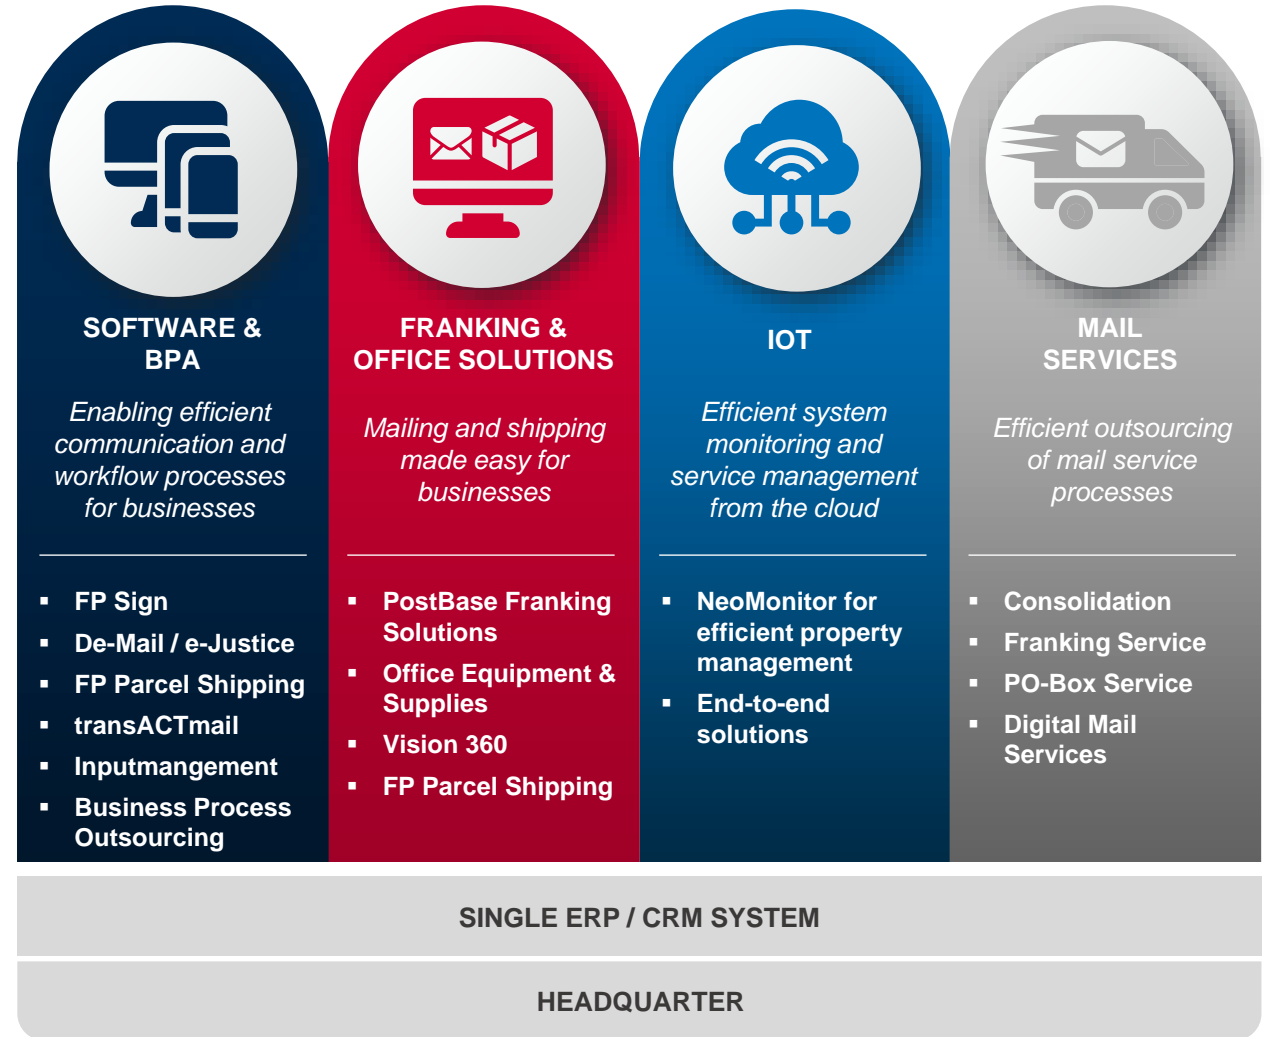 SOFTWARE &
BPA
Enabling efficient
communication and
workflow processes
for businesses
▪ FP Sign
▪ De-Mail / e-Justice
▪ FP Parcel Shipping
▪ transACTmail
▪ Inputmangement
▪ Business Process
Outsourcing
FRANKING &
OFFICE SOLUTIONS
Mailing and shipping
made easy for
businesses
▪ PostBase Franking
Solutions
▪ Office Equipment &
Supplies
▪ Vision 360
▪ FP Parcel Shipping
IOT
Efficient system
monitoring and
service management
from the cloud
▪ NeoMonitor for
efficient property
management
▪ End-to-end
solutions
MAIL
SERVICES
Efficient outsourcing
of mail service
processes
▪ Consolidation
▪ Franking Service
▪ PO-Box Service
▪ Digital Mail
Services
SINGLE ERP / CRM SYSTEM
HEADQUARTER